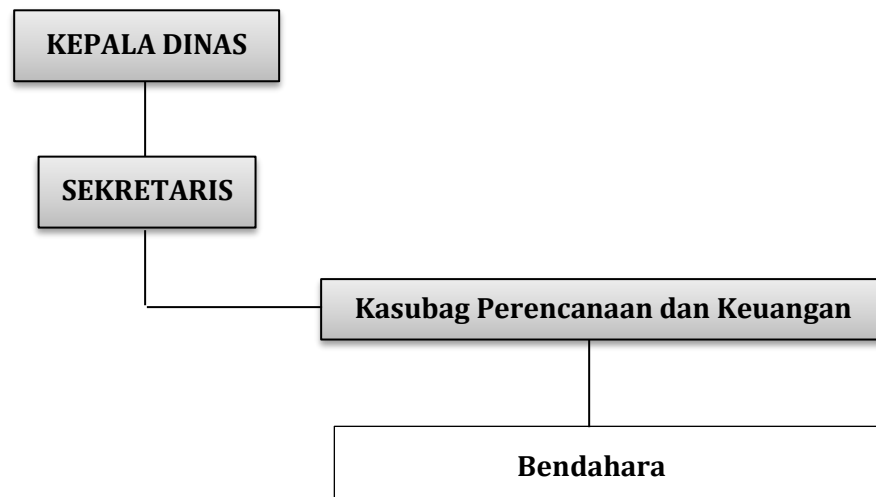 KEPALA DINAS
SEKRETARIS
Kasubag Perencanaan dan Keuangan
Bendahara